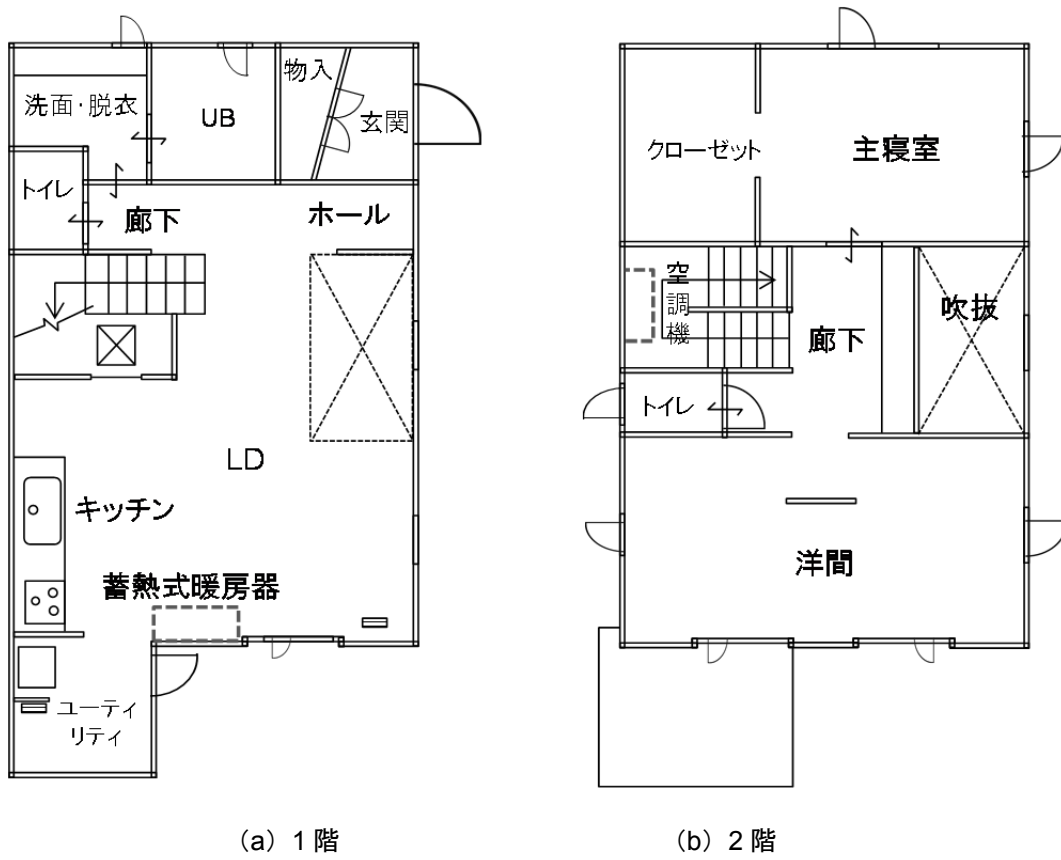 洗面・脱衣
UB
物入
玄関
トイレ
廊下
ホール
LD
キッチン
蓄熱式暖房器
ユーティ
リティ
(a) 1階
クローゼット
主寝室
空
調
機
廊下
吹抜
トイレ
洋間
(b) 2階